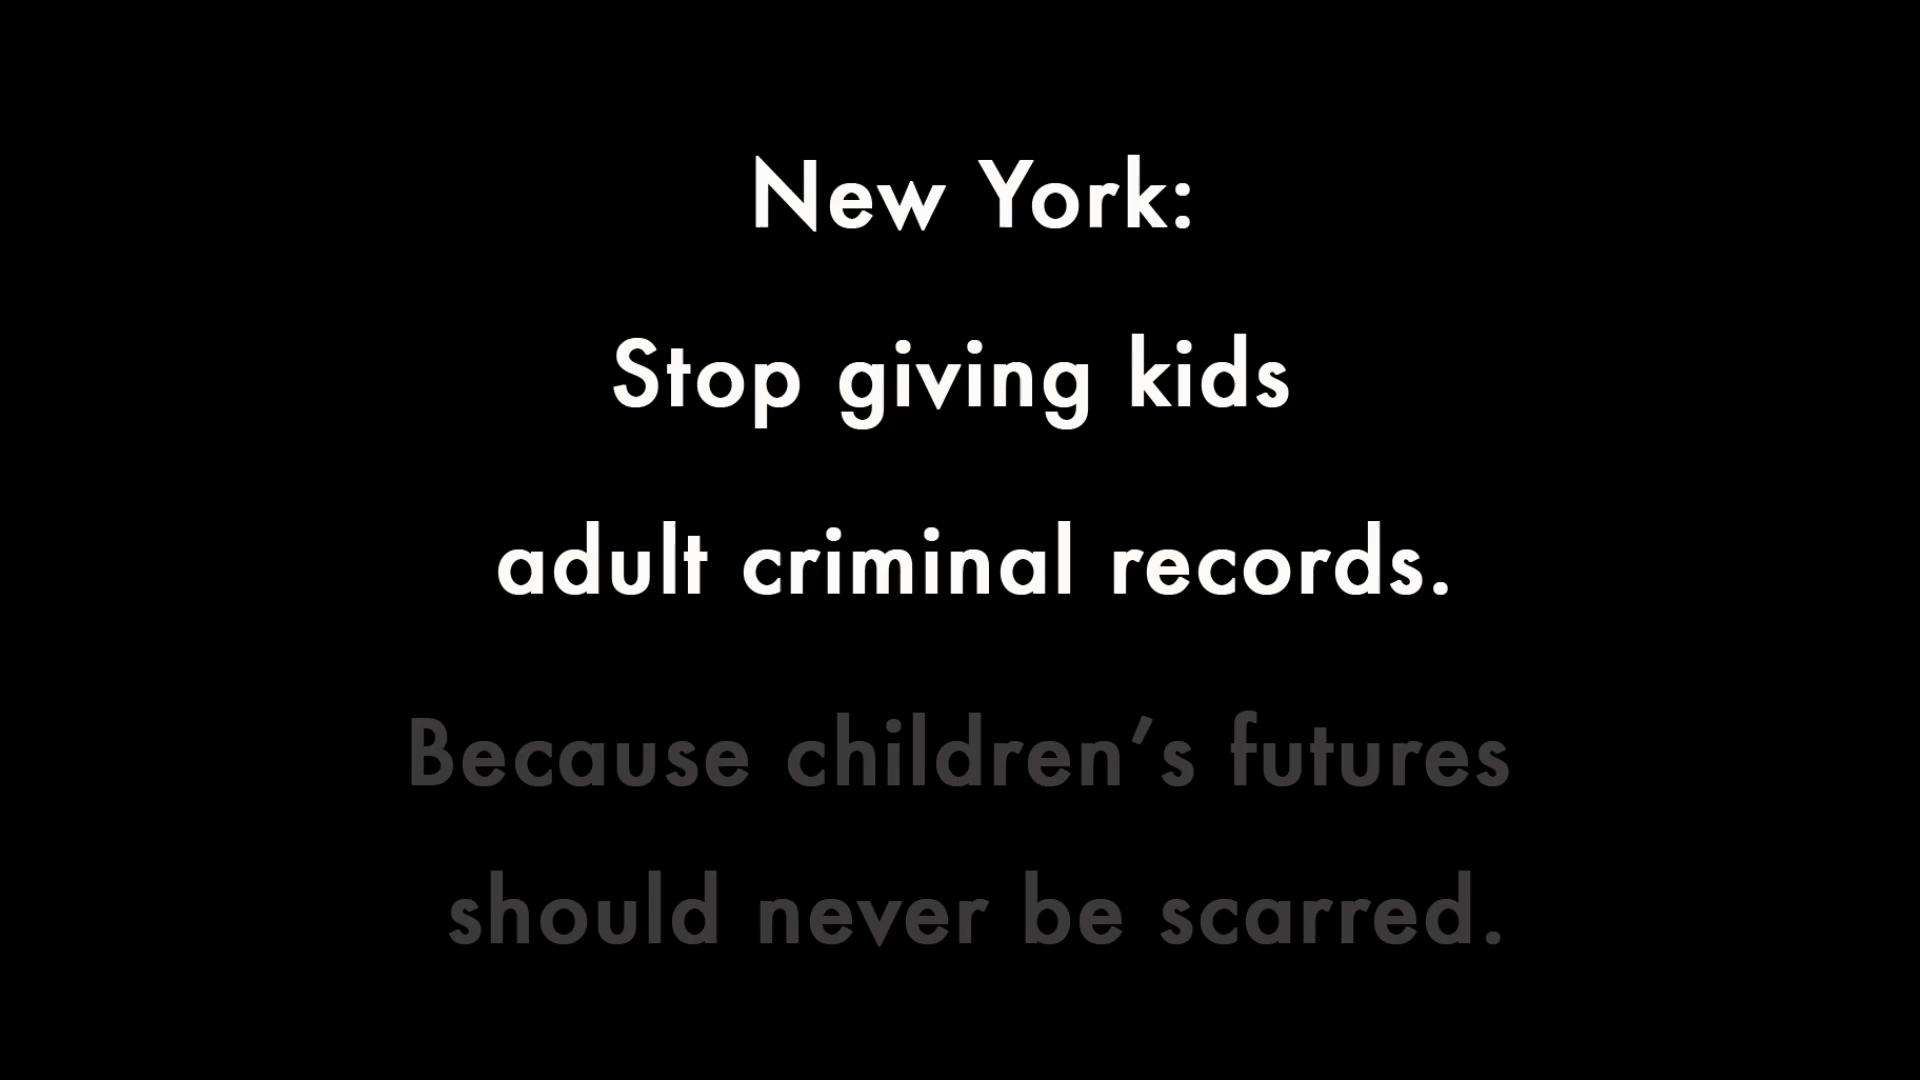 New York:
Stop giving kids
adult criminal records.
Because children’s futures
should never be scarred.